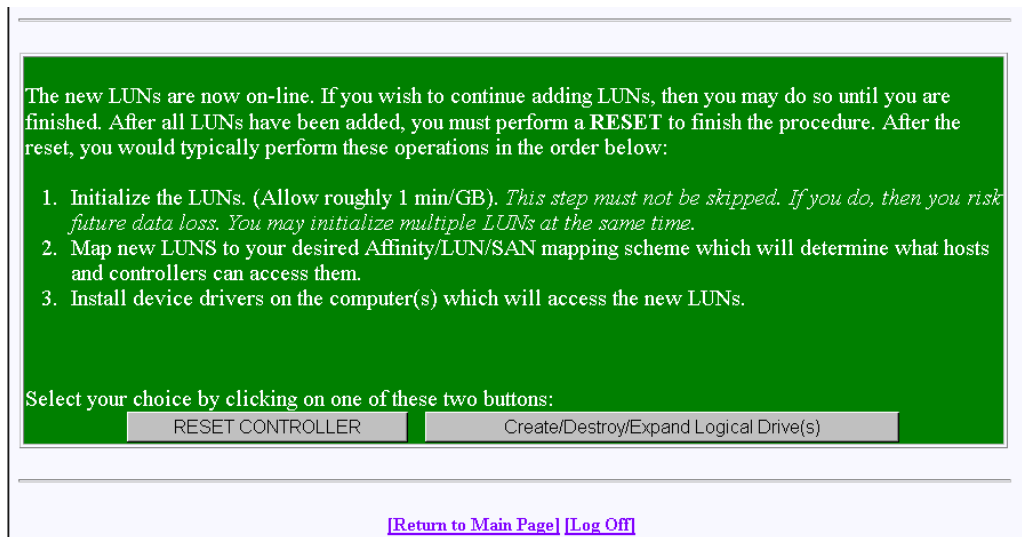 The new LUNs are now on-line. If you wish to continue adding LUNs, then you may do so until you are
finished. After all LUNs have been added, you must perform a RESET to finish the procedure. After the
reset, you would typically perform these operations in the order below:
1. Initialize the LUNs. (Allow roughly 1 min/GB). This step must not be skipped. If you do, then you risk
future data loss. You may initialize multiple LUNs at the same time.
2. Map new LUNS to your desired Affinity/LUN/SAN mapping scheme which will determine what hosts
and controllers can access them.
3. Install device drivers on the computer(s) which will access the new LUNs.
Select your choice by clicking on one of these two buttons:
RESET CONTROLLER Create/Destroy/Expand Logical Drive(s)
[Return to Main Page] [Log Off]